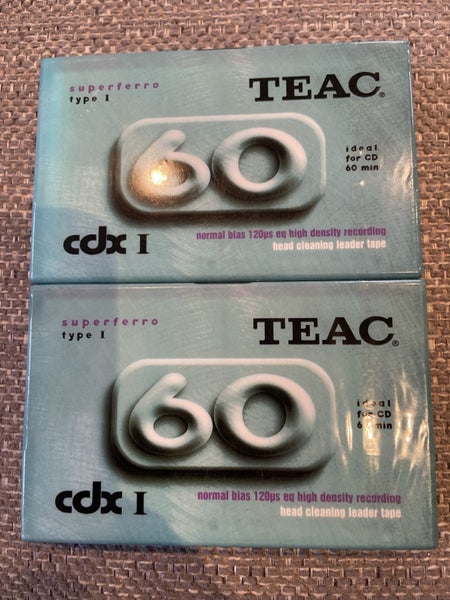 superferro
type I
TEAC®
60
ideal
for CD
60 min
cdx I
normal bias 120µs eq high density recording
head cleaning leader tape
superferro
type I
TEAC®
60
ideal
for CD
60 min
cdx I
normal bias 120µs eq high density recording
head cleaning leader tape